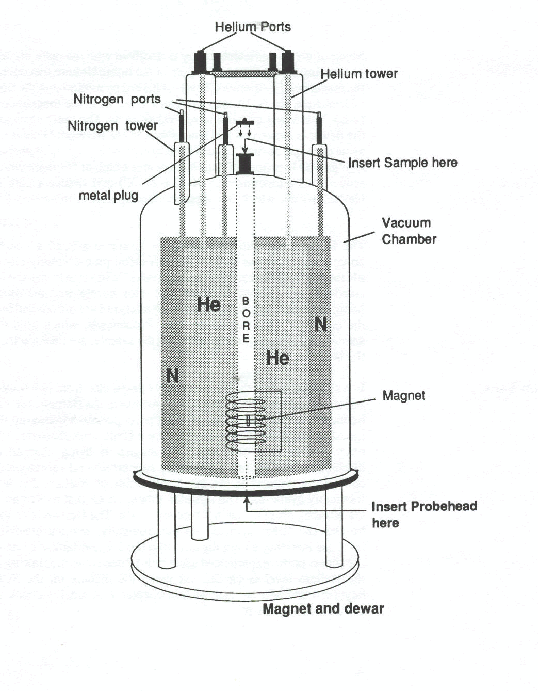 Helium Ports
Helium tower
Nitrogen ports
Nitrogen tower
Insert Sample here
metal plug
Vacuum
Chamber
He
BORE
N
He
N
Magnet
Insert Probehead
here
Magnet and dewar